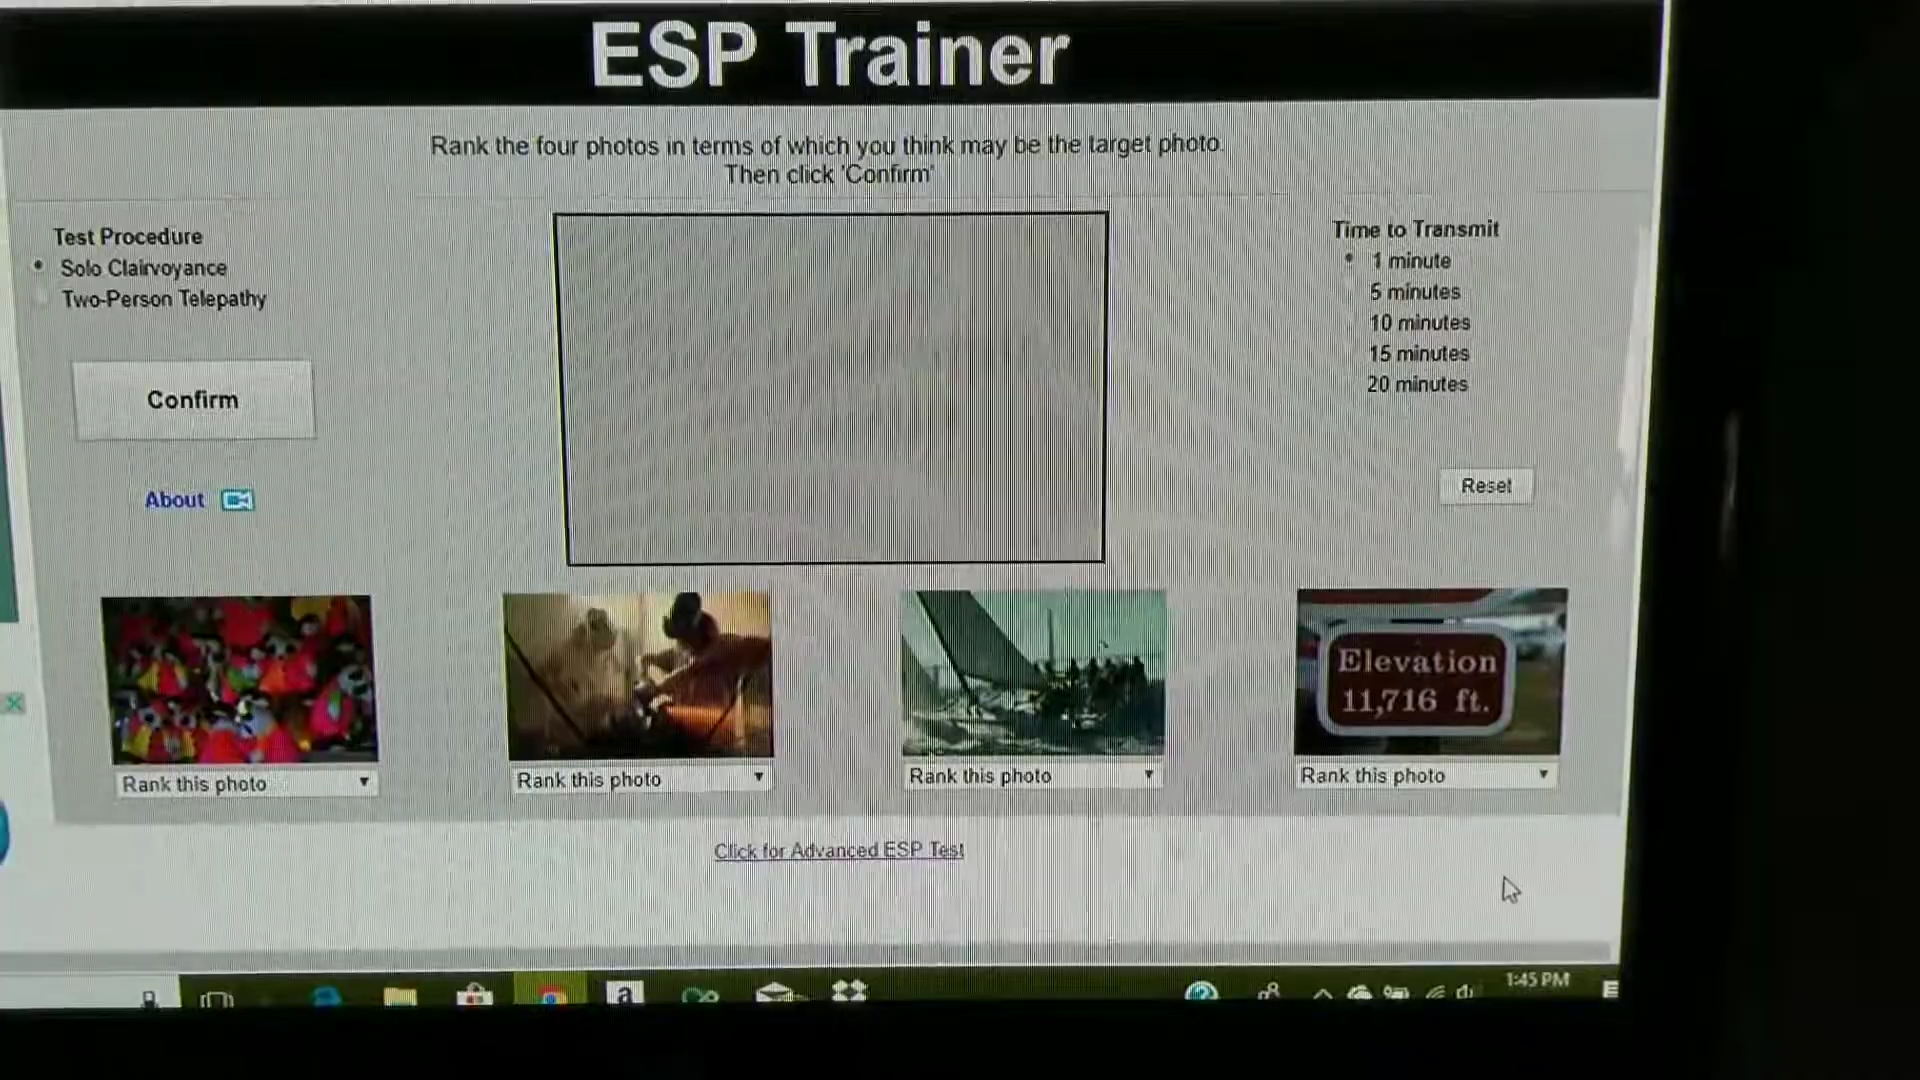 ESP Trainer
Rank the four photos in terms of which you think may be the target photo.
Then click 'Confirm'
Test Procedure
Solo Clairvoyance
Two-Person Telepathy
Confirm
About
Time to Transmit
1 minute
5 minutes
10 minutes
15 minutes
20 minutes
Reset
Elevation
11,716 ft.
Rank this photo
Rank this photo
Rank this photo
Rank this photo
Click for Advanced ESP Test
a
1:45 PM